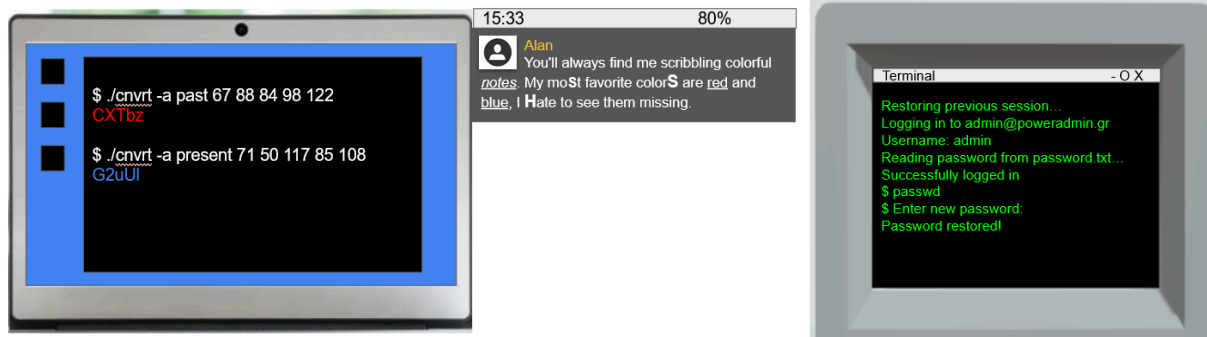 $ ./cnvrt -a past 67 88 84 98 122
CXTbz
$ ./cnvrt -a present 71 50 117 85 108
G2uUl
15:33 80%
Alan
You'll always find me scribbling colorful
notes. My moSt favorite colorS are red and
blue, I Hate to see them missing.
Terminal - O X
Restoring previous session…
Logging in to admin@poweradmin.gr
Username: admin
Reading password from password.txt…
Successfully logged in
$ passwd
$ Enter new password:
Password restored!